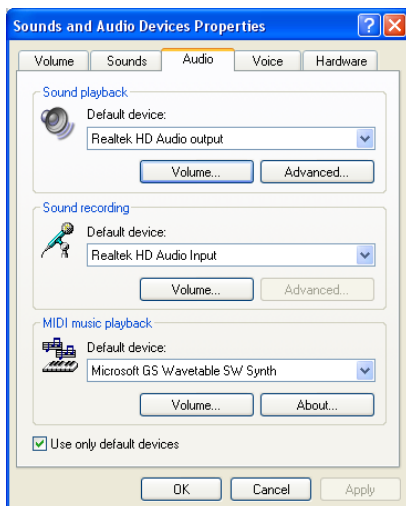 Sounds and Audio Devices Properties
Volume Sounds Audio Voice Hardware
Sound playback
Default device:
Realtek HD Audio output
Volume... Advanced...
Sound recording
Default device:
Realtek HD Audio Input
Volume... Advanced...
MIDI music playback
Default device:
Microsoft GS Wavetable SW Synth
Volume... About...
Use only default devices
OK Cancel Apply